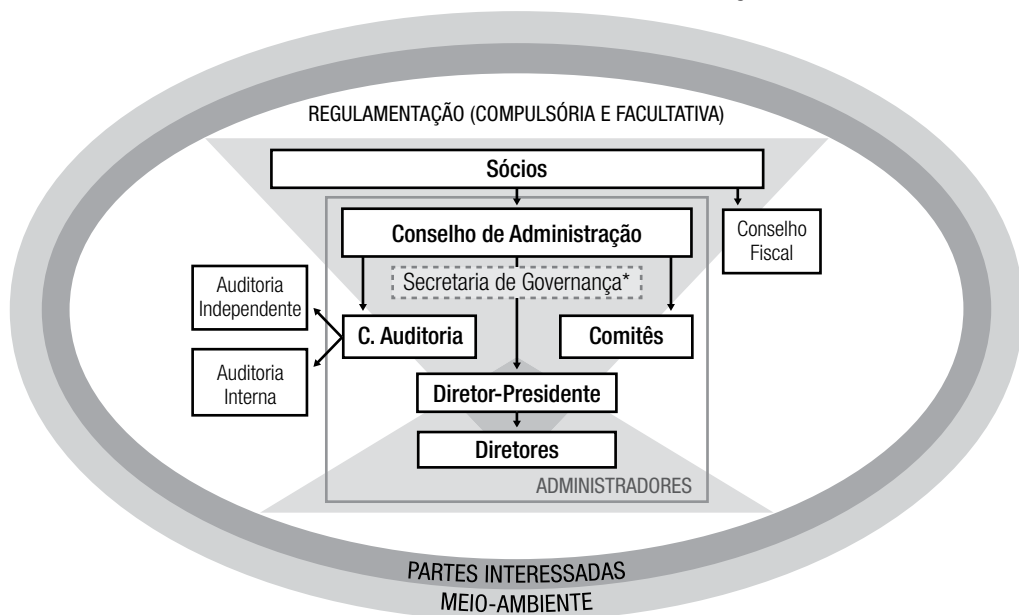 REGULAMENTAÇÃO (COMPULSÓRIA E FACULTATIVA)
Sócios
Conselho de Administração
Conselho
Fiscal
Secretaria de Governança*
Auditoria
Independente
C. Auditoria
Comitês
Auditoria
Interna
Diretor-Presidente
Diretores
ADMINISTRADORES
PARTES INTERESSADAS
MEIO-AMBIENTE